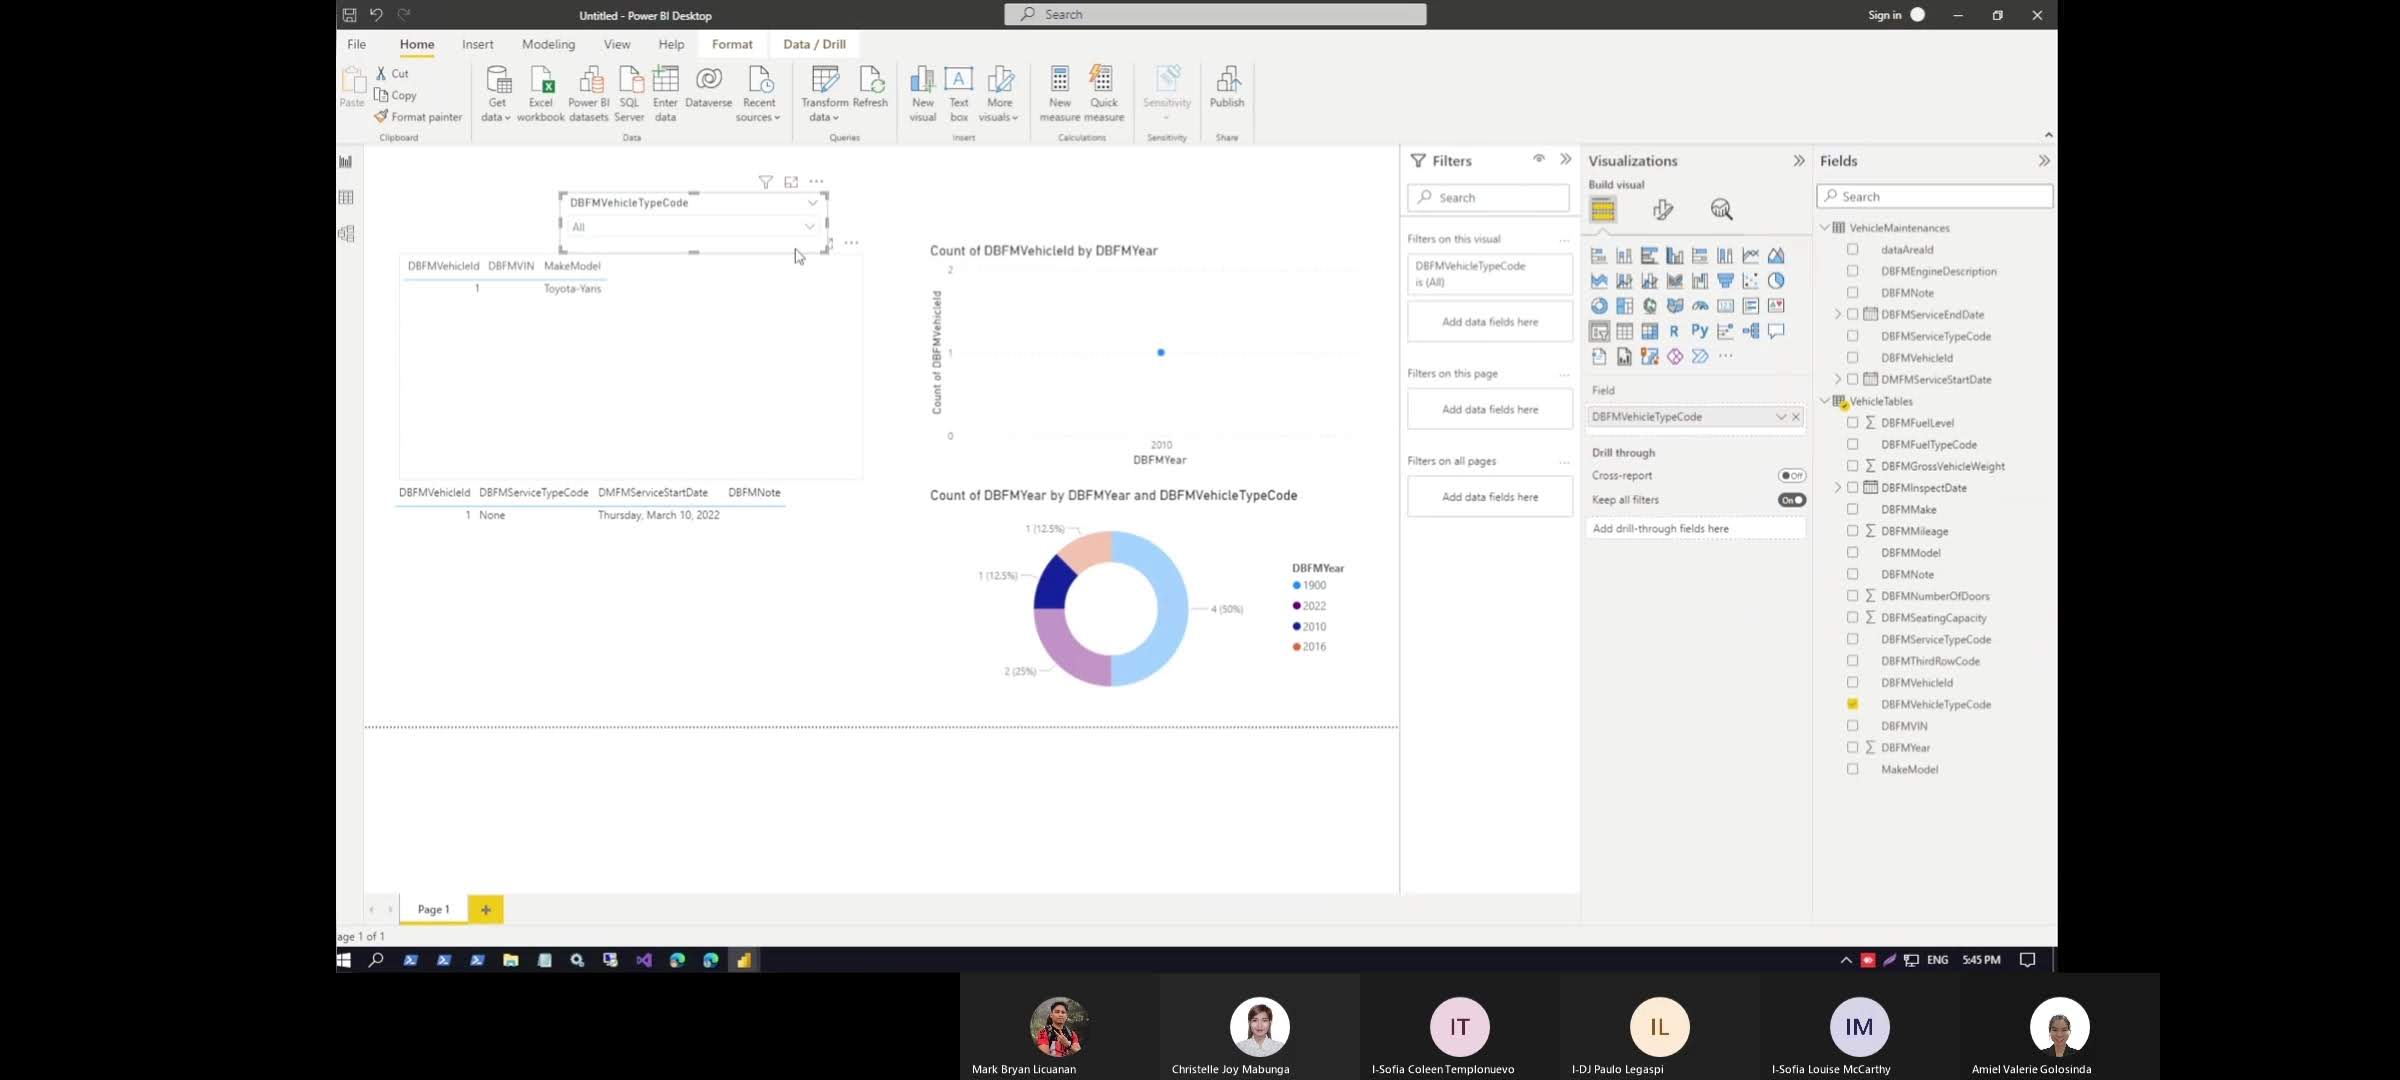 Untitled - Power BI Desktop
Search
Sign in
File Home Insert Modeling View Help Format Data / Drill
Paste
Cut
Copy
Format painter
Get data
Excel workbook
Power BI datasets
SQL Server
Enter data
Dataverse
Recent sources
Transform data
Refresh
New visual
Text box
More visuals
New measure
Quick measure
Sensitivity
Publish
Clipboard
Data
Queries
Insert
Calculations
Sensitivity
Share
DBFMVehicleTypeCode
All
DBFMVehicleId DBFMVIN MakeModel
1 Toyota-Yaris
DBFMVehicleId DBFMServiceTypeCode DMFMServiceStartDate DBFMNote
1 None Thursday, March 10, 2022
Count of DBFMVehicleId by DBFMYear
Count of DBFMVehicleId
2
1
0
2010
DBFMYear
Count of DBFMYear by DBFMYear and DBFMVehicleTypeCode
1 (12.5%)
1 (12.5%)
4 (50%)
2 (25%)
DBFMYear
1900
2022
2010
2016
Filters
Search
Filters on this visual
DBFMVehicleTypeCode
is (All)
Add data fields here
Filters on this page
Add data fields here
Filters on all pages
Add data fields here
Visualizations
Build visual
123
R
Py
Field
DBFMVehicleTypeCode
Drill through
Cross-report
Off
Keep all filters
On
Add drill-through fields here
Fields
Search
VehicleMaintenances
dataAreaId
DBFMEngineDescription
DBFMNote
DBFMServiceEndDate
DBFMServiceTypeCode
DBFMVehicleId
DMFMServiceStartDate
VehicleTables
DBFMFuelLevel
DBFMFuelTypeCode
DBFMGrossVehicleWeight
DBFMInspectDate
DBFMMake
DBFMMileage
DBFMModel
DBFMNote
DBFMNumberOfDoors
DBFMSeatingCapacity
DBFMServiceTypeCode
DBFMThirdRowCode
DBFMVehicleId
DBFMVehicleTypeCode
DBFMVIN
DBFMYear
MakeModel
Page 1
age 1 of 1
ENG 5:45 PM
IT
IL
IM
Mark Bryan Licuanan
Christelle Joy Mabunga
I-Sofia Coleen Templonuevo
I-DJ Paulo Legaspi
I-Sofia Louise McCarthy
Amiel Valerie Golosinda